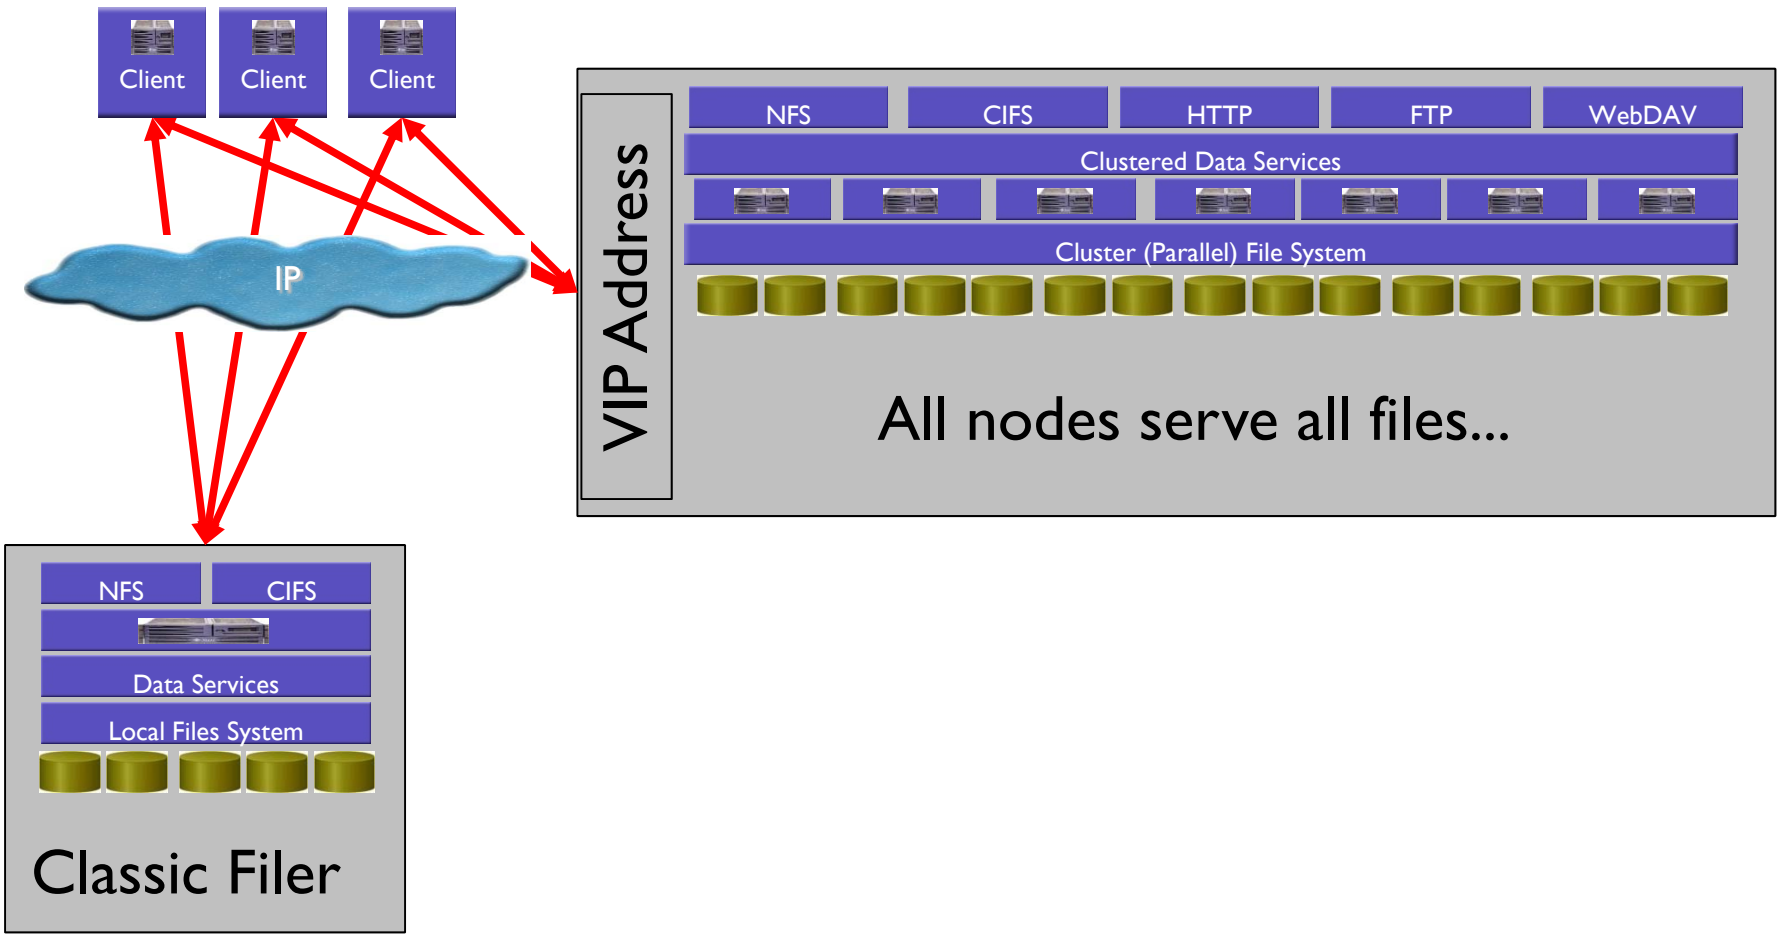 Client
Client
Client
IP
VIP Address
NFS
CIFS
HTTP
FTP
WebDAV
Clustered Data Services
Cluster (Parallel) File System
All nodes serve all files...
NFS
CIFS
Data Services
Local Files System
Classic Filer